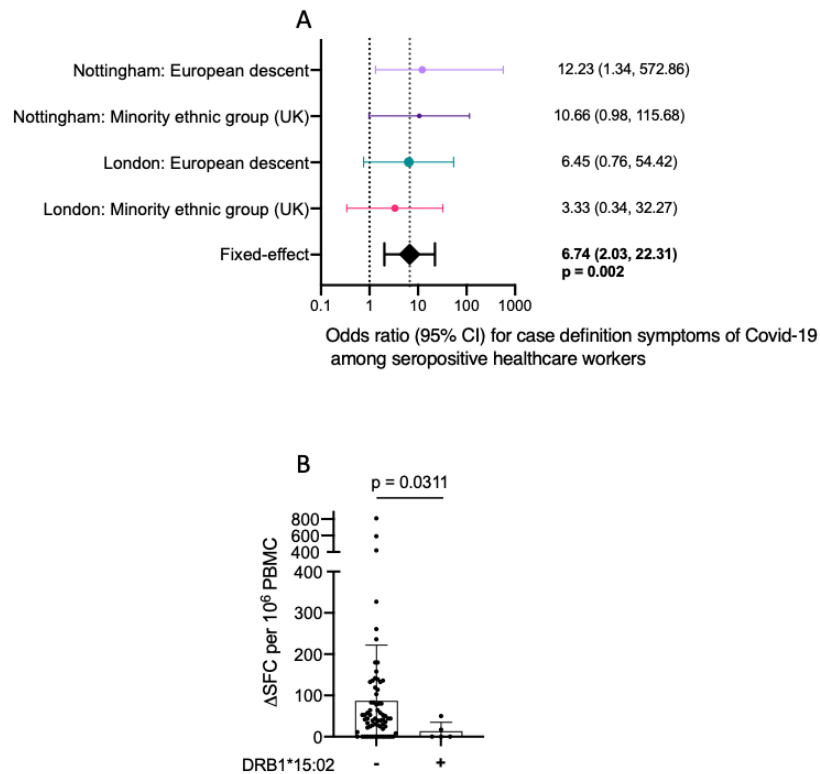 A
Nottingham: European descent 12.23 (1.34, 572.86)
Nottingham: Minority ethnic group (UK) 10.66 (0.98, 115.68)
London: European descent 6.45 (0.76, 54.42)
London: Minority ethnic group (UK) 3.33 (0.34, 32.27)
Fixed-effect 6.74 (2.03, 22.31)
p = 0.002
0.1 1 10 100 1000
Odds ratio (95% CI) for case definition symptoms of Covid-19
among seropositive healthcare workers
B
p = 0.0311
800
600
400
400
300
200
100
0
ΔSFC per 10⁶ PBMC
DRB1*15:02 - +